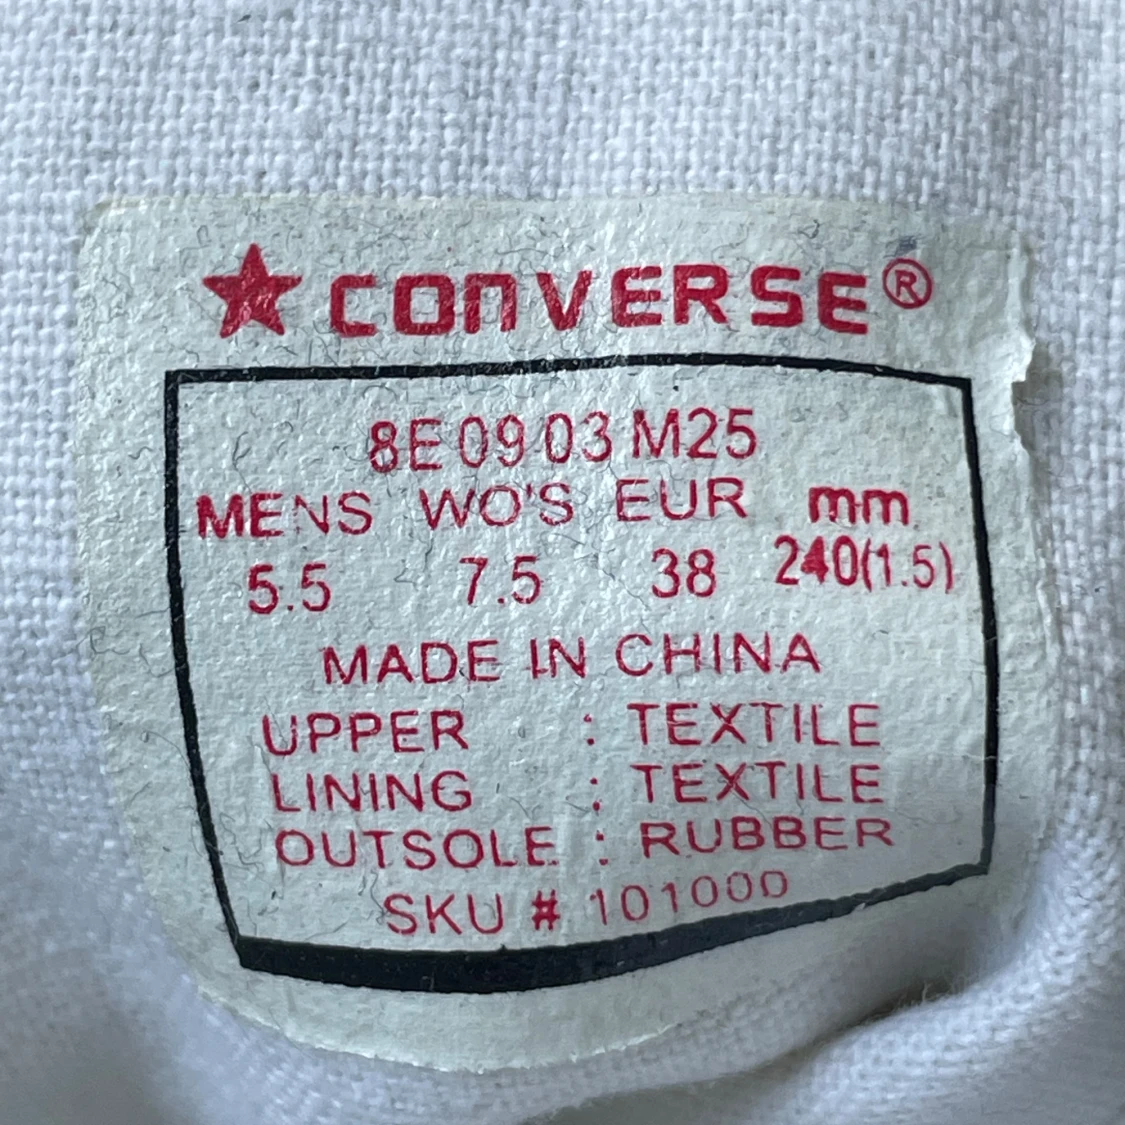 ★ CONVERSE®
8E 09 03 M25
MENS WO'S EUR mm
5.5 7.5 38 240(1.5)
MADE IN CHINA
UPPER : TEXTILE
LINING : TEXTILE
OUTSOLE : RUBBER
SKU # 101000